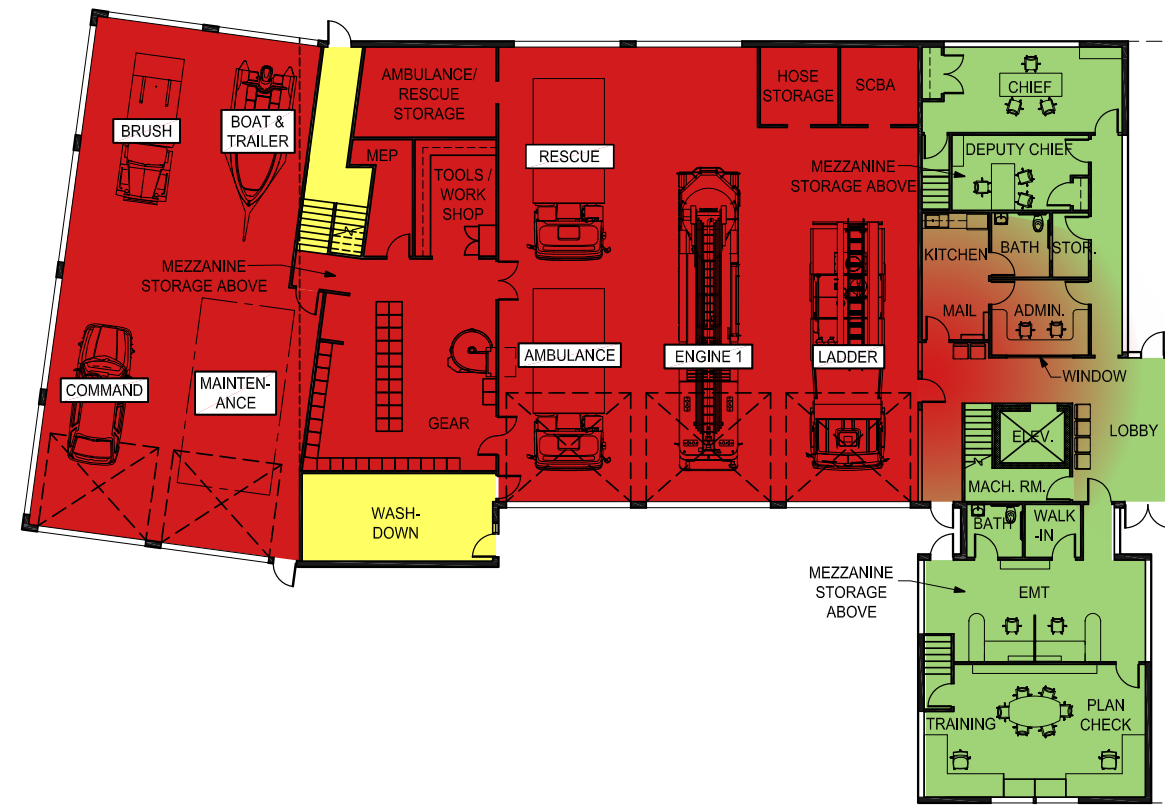 BRUSH
BOAT &
TRAILER
AMBULANCE/
RESCUE
STORAGE
MEP
TOOLS /
WORK
SHOP
RESCUE
HOSE
STORAGE
SCBA
MEZZANINE
STORAGE ABOVE
CHIEF
DEPUTY CHIEF
KITCHEN
BATH
STOR.
MAIL
ADMIN.
WINDOW
MEZZANINE
STORAGE ABOVE
COMMAND
MAINTEN-
ANCE
GEAR
AMBULANCE
ENGINE 1
LADDER
ELEV.
LOBBY
MACH. RM.
WASH-
DOWN
BATH
WALK
-IN
MEZZANINE
STORAGE
ABOVE
EMT
TRAINING
PLAN
CHECK